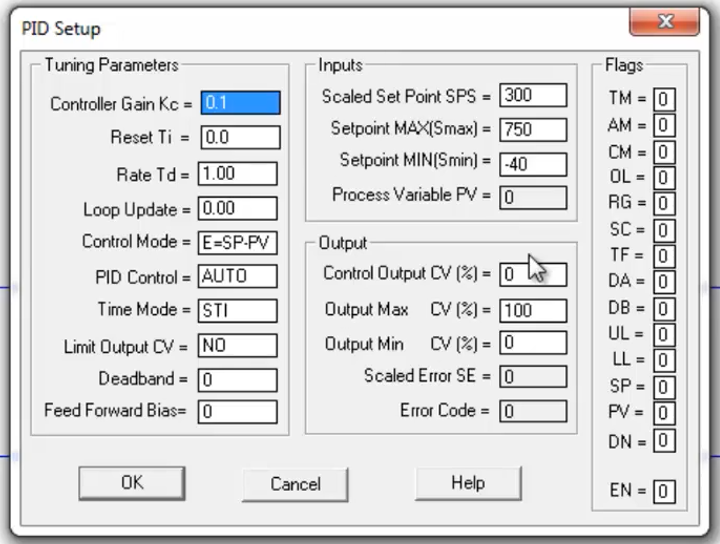 PID Setup
Tuning Parameters
Controller Gain Kc = 0.1
Reset Ti = 0.0
Rate Td = 1.00
Loop Update = 0.00
Control Mode = E=SP-PV
PID Control = AUTO
Time Mode = STI
Limit Output CV = NO
Deadband = 0
Feed Forward Bias= 0
Inputs
Scaled Set Point SPS = 300
Setpoint MAX(Smax) = 750
Setpoint MIN(Smin) = -40
Process Variable PV = 0
Output
Control Output CV (%) = 0
Output Max CV (%) = 100
Output Min CV (%) = 0
Scaled Error SE = 0
Error Code = 0
Flags
TM = 0
AM = 0
CM = 0
OL = 0
RG = 0
SC = 0
TF = 0
DA = 0
DB = 0
UL = 0
LL = 0
SP = 0
PV = 0
DN = 0
EN = 0
OK
Cancel
Help